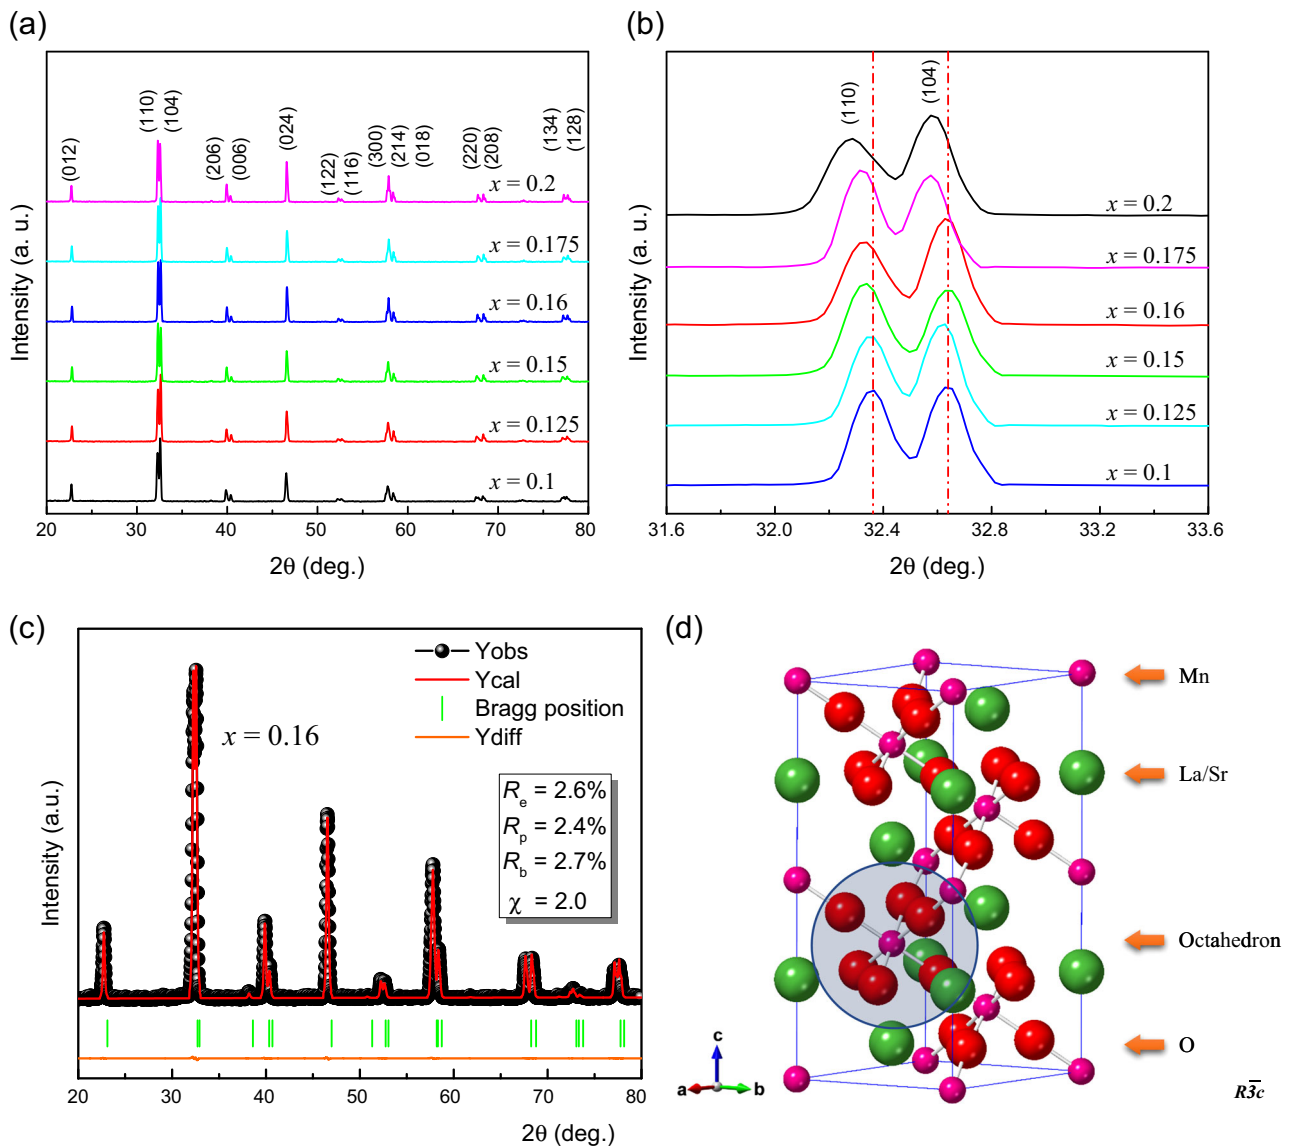 (a)
Intensity (a. u.)
(012)
(110)
(104)
(206)
(006)
(024)
(122)
(116)
(300)
(214)
(018)
(220)
(208)
(134)
(128)
x = 0.2
x = 0.175
x = 0.16
x = 0.15
x = 0.125
x = 0.1
20 30 40 50 60 70 80
2θ (deg.)
(b)
Intensity (a. u.)
(110)
(104)
x = 0.2
x = 0.175
x = 0.16
x = 0.15
x = 0.125
x = 0.1
31.6 32.0 32.4 32.8 33.2 33.6
2θ (deg.)
(c)
Intensity (a.u.)
Yobs
Ycal
Bragg position
Ydiff
x = 0.16
Re = 2.6%
Rp = 2.4%
Rb = 2.7%
χ = 2.0
20 30 40 50 60 70 80
2θ (deg.)
(d)
Mn
La/Sr
Octahedron
O
c
a b
R3̅c